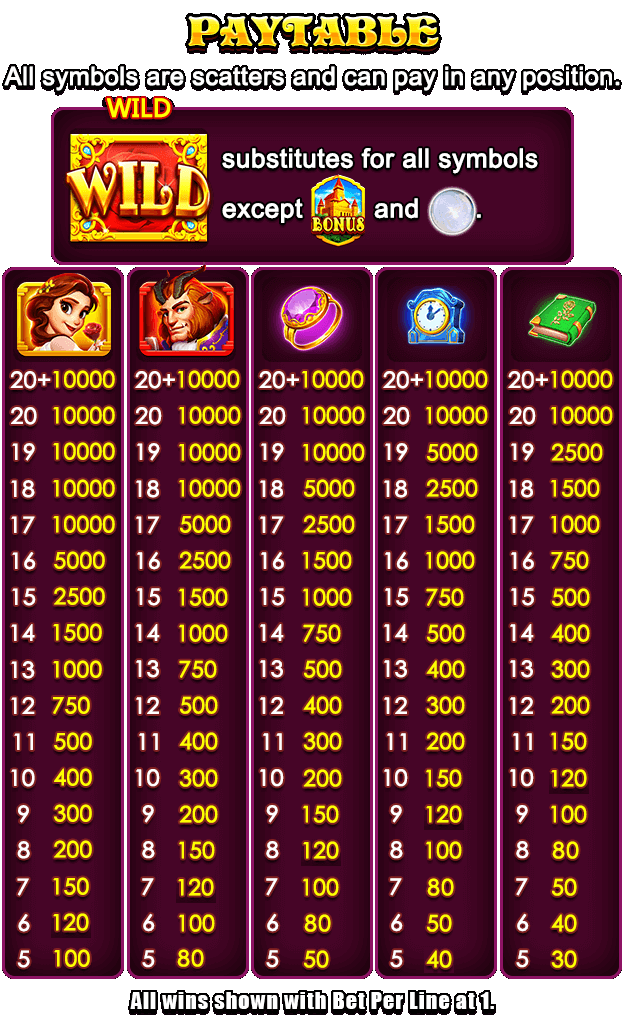 PAYTABLE
All symbols are scatters and can pay in any position.
WILD
WILD substitutes for all symbols
except BONUS and .
20+10000 20+10000 20+10000 20+10000 20+10000
20 10000 20 10000 20 10000 20 10000 20 10000
19 10000 19 10000 19 10000 19 5000 19 2500
18 10000 18 10000 18 5000 18 2500 18 1500
17 10000 17 5000 17 2500 17 1500 17 1000
16 5000 16 2500 16 1500 16 1000 16 750
15 2500 15 1500 15 1000 15 750 15 500
14 1500 14 1000 14 750 14 500 14 400
13 1000 13 750 13 500 13 400 13 300
12 750 12 500 12 400 12 300 12 200
11 500 11 400 11 300 11 200 11 150
10 400 10 300 10 200 10 150 10 120
9 300 9 200 9 150 9 120 9 100
8 200 8 150 8 120 8 100 8 80
7 150 7 120 7 100 7 80 7 50
6 120 6 100 6 80 6 50 6 40
5 100 5 80 5 50 5 40 5 30
All wins shown with Bet Per Line at 1.